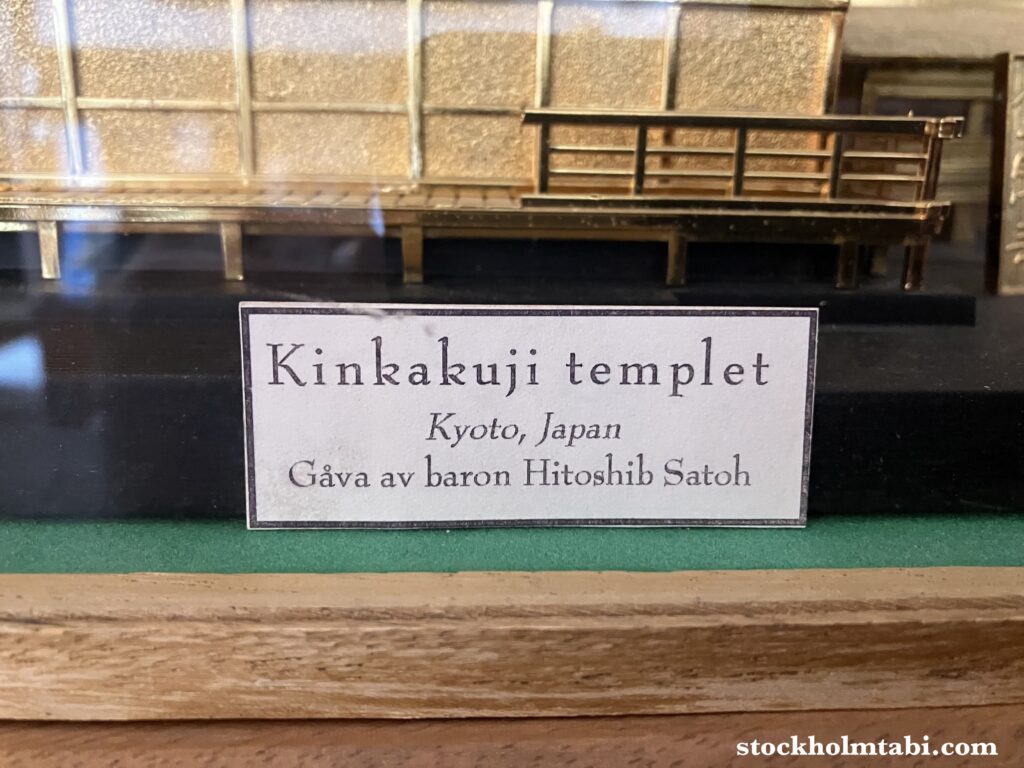 Kinkakuji templet
Kyoto, Japan
Gåva av baron Hitoshib Satoh
stockholmtabi.com